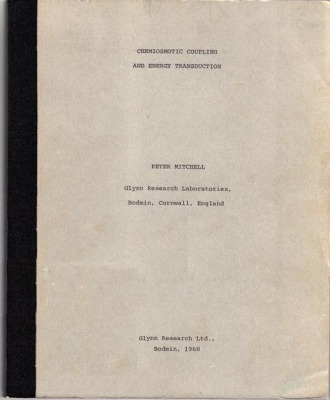 CHEMIOSMOTIC COUPLING
AND ENERGY TRANSDUCTION
PETER MITCHELL
Glynn Research Laboratories,
Bodmin, Cornwall, England
Glynn Research Ltd.,
Bodmin, 1968